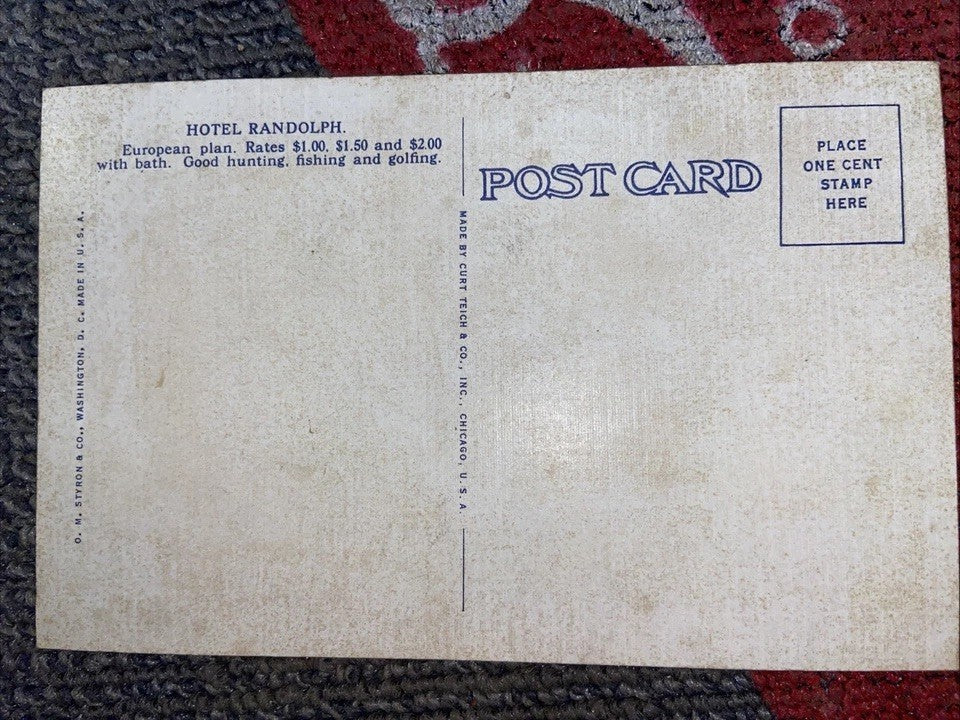 HOTEL RANDOLPH.
European plan. Rates $1.00, $1.50 and $2.00
with bath. Good hunting, fishing and golfing.
POST CARD
PLACE
ONE CENT
STAMP
HERE
O. M. STYRON & CO., WASHINGTON, D. C. MADE IN U. S. A.
MADE BY CURT TEICH & CO., INC., CHICAGO, U. S. A.